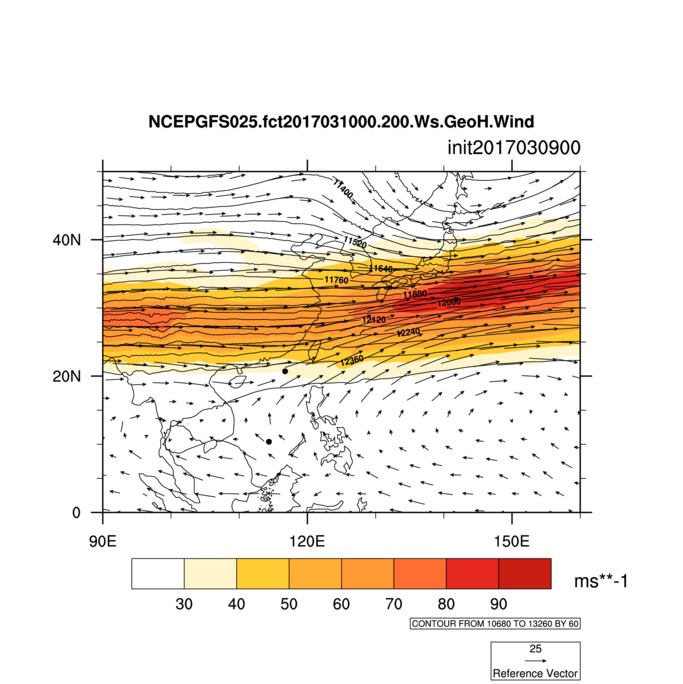 NCEPGFS025.fct2017031000.200.Ws.GeoH.Wind
init2017030900
11400
11520
40N
11640
11760
11880
12000
12120
12240
12360
20N
0
90E 120E 150E
30 40 50 60 70 80 90
ms**-1
CONTOUR FROM 10680 TO 13260 BY 60
25
Reference Vector